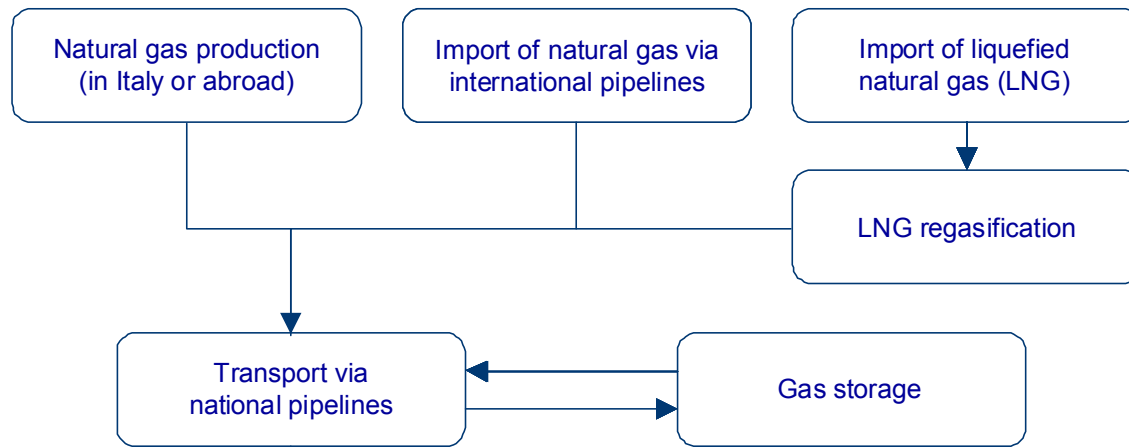 Natural gas production
(in Italy or abroad)
Import of natural gas via
international pipelines
Import of liquefied
natural gas (LNG)
LNG regasification
Transport via
national pipelines
Gas storage